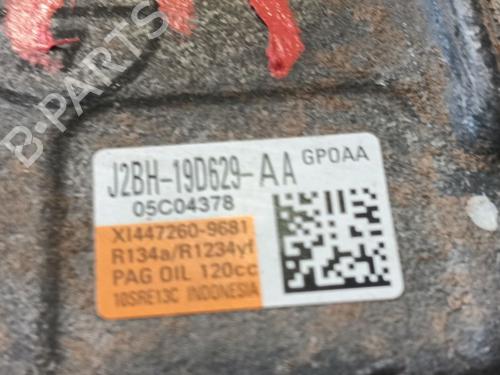 B-PARTS
J2BH-19D629-AA GPOAA
05C04378
XI447260-9681
R134a/R1234yf
PAG OIL 120cc
10SRE13C INDONESIA